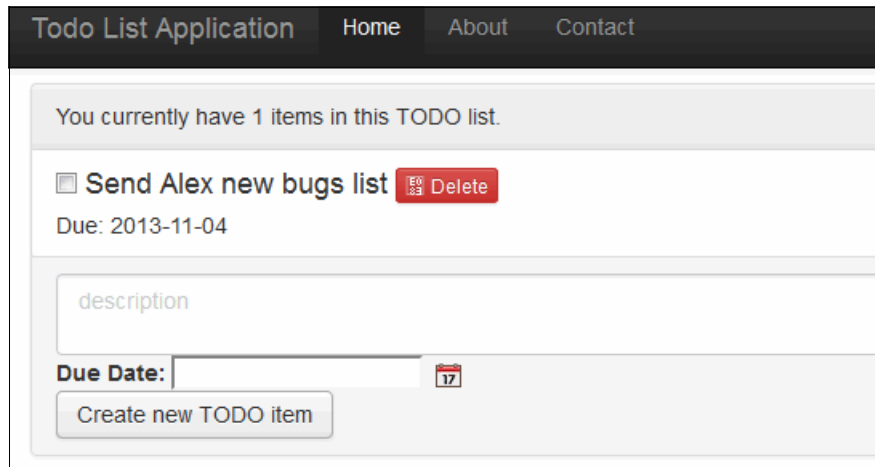 Todo List Application Home About Contact
You currently have 1 items in this TODO list.
Send Alex new bugs list Delete
Due: 2013-11-04
description
Due Date: 17
Create new TODO item